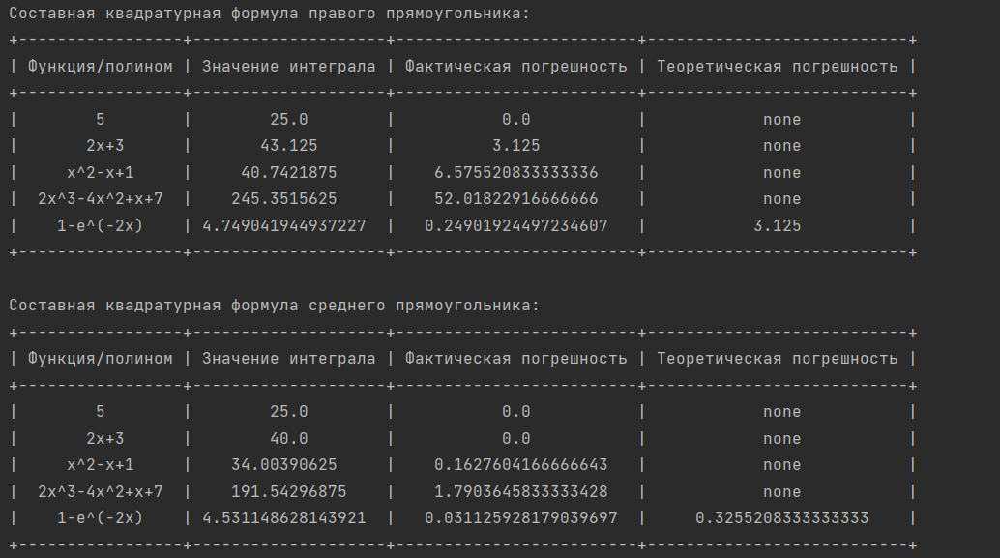 Составная квадратурная формула правого прямоугольника:
+-----------------+--------------------+-------------------------+---------------------------+
| Функция/полином | Значение интеграла | Фактическая погрешность | Теоретическая погрешность |
+-----------------+--------------------+-------------------------+---------------------------+
| 5 | 25.0 | 0.0 | none |
| 2x+3 | 43.125 | 3.125 | none |
| x^2-x+1 | 40.7421875 | 6.575520833333336 | none |
| 2x^3-4x^2+x+7 | 245.3515625 | 52.01822916666666 | none |
| 1-e^(-2x) | 4.749041944937227 | 0.24901924497234607 | 3.125 |
+-----------------+--------------------+-------------------------+---------------------------+
Составная квадратурная формула среднего прямоугольника:
+-----------------+--------------------+-------------------------+---------------------------+
| Функция/полином | Значение интеграла | Фактическая погрешность | Теоретическая погрешность |
+-----------------+--------------------+-------------------------+---------------------------+
| 5 | 25.0 | 0.0 | none |
| 2x+3 | 40.0 | 0.0 | none |
| x^2-x+1 | 34.00390625 | 0.1627604166666643 | none |
| 2x^3-4x^2+x+7 | 191.54296875 | 1.7903645833333428 | none |
| 1-e^(-2x) | 4.531148628143921 | 0.031125928179039697 | 0.3255208333333333 |
+-----------------+--------------------+-------------------------+---------------------------+